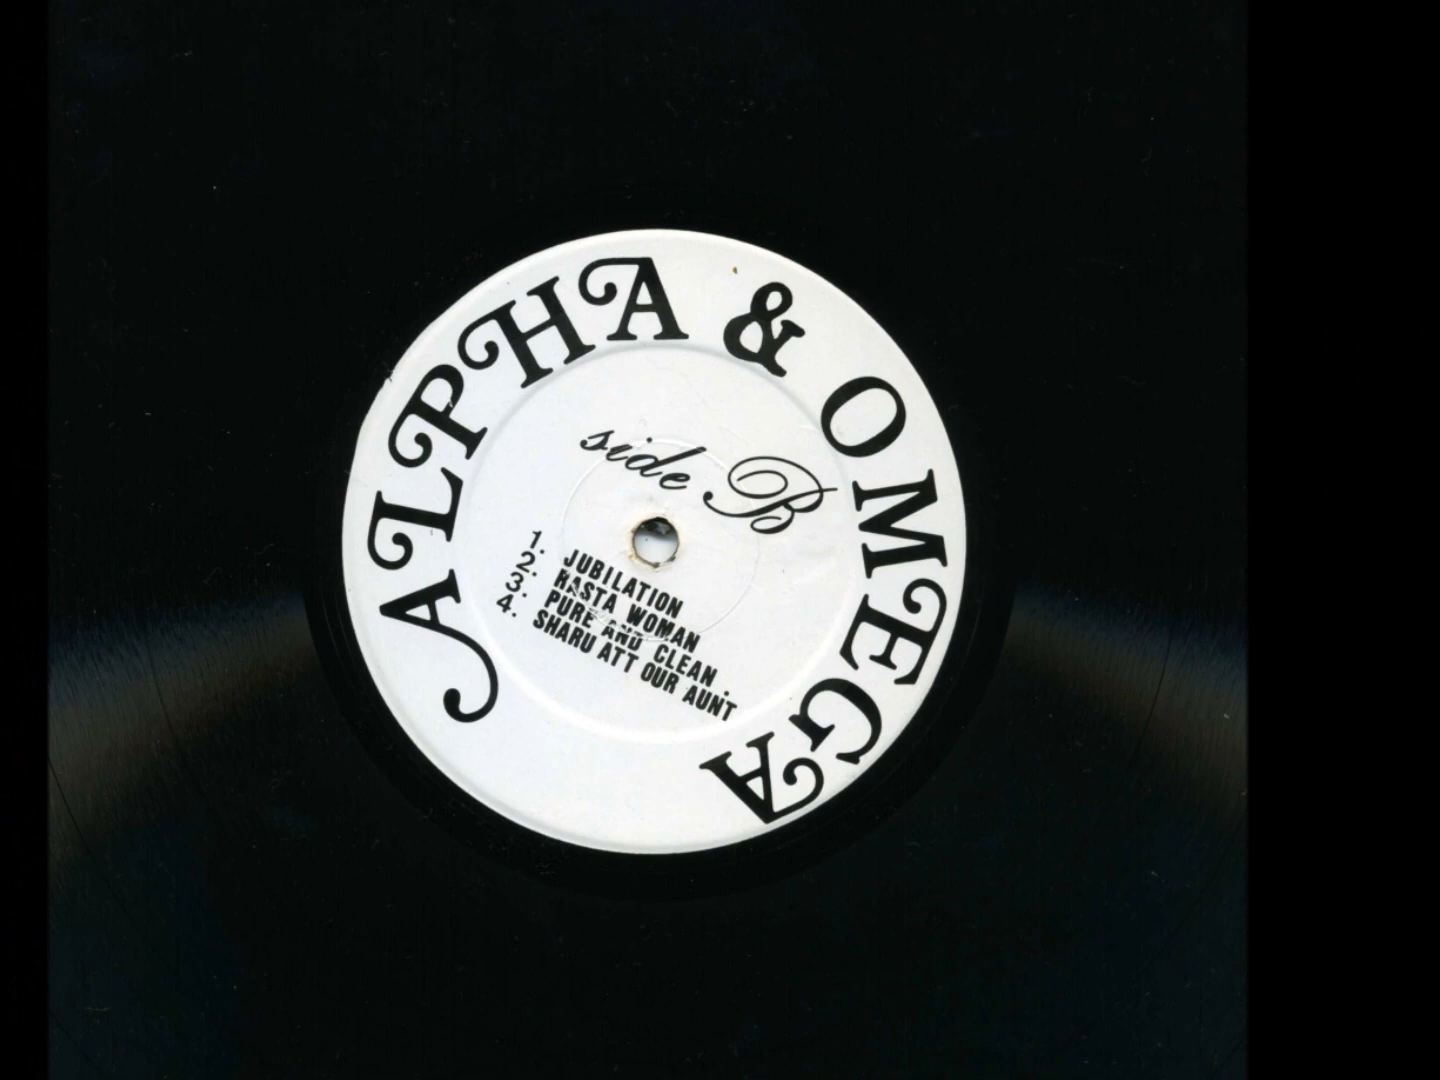 ALPHA & OMEGA
side B
1. JUBILATION
2. RASTA WOMAN
3. PURE AND CLEAN .
4. SHARU ATT OUR AUNT